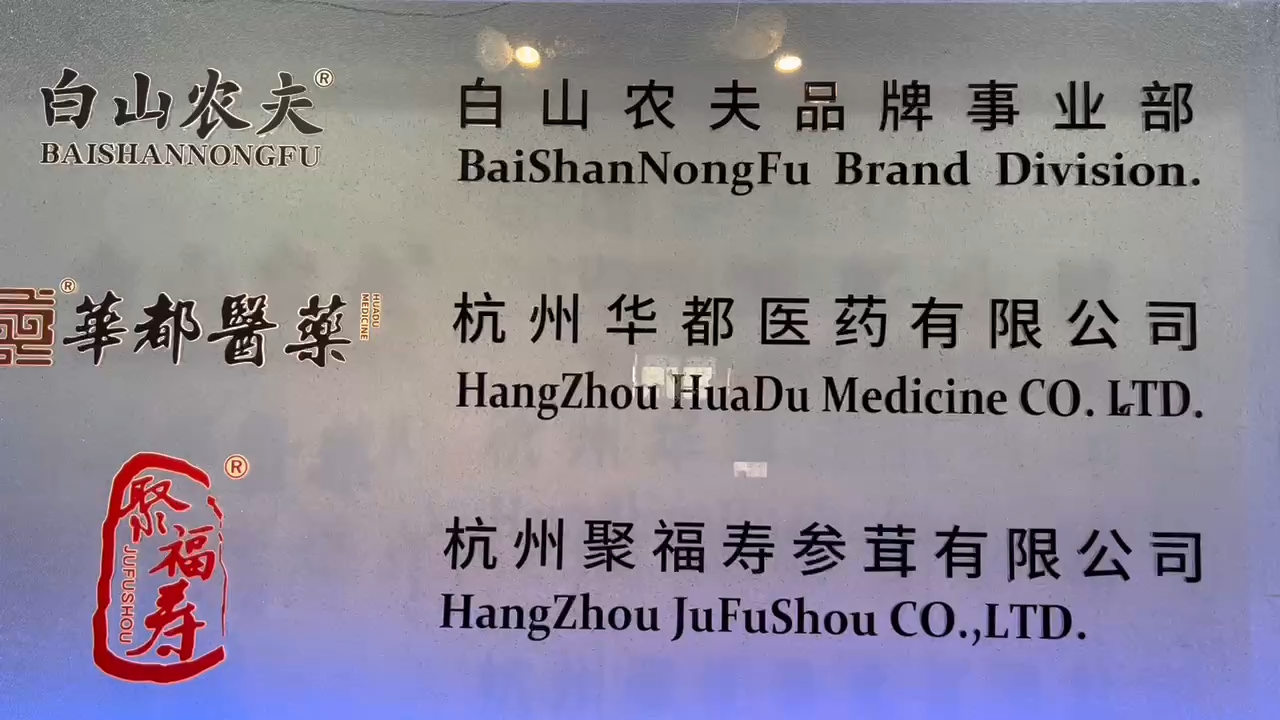 白山农夫®
BAISHANNONGFU
白山农夫品牌事业部
BaiShanNongFu Brand Division.
®華都醫藥
HUADU
MEDICINE
杭州华都医药有限公司
HangZhou HuaDu Medicine CO. LTD.
聚福寿®
JUFUSHOU
杭州聚福寿参茸有限公司
HangZhou JuFuShou CO.,LTD.